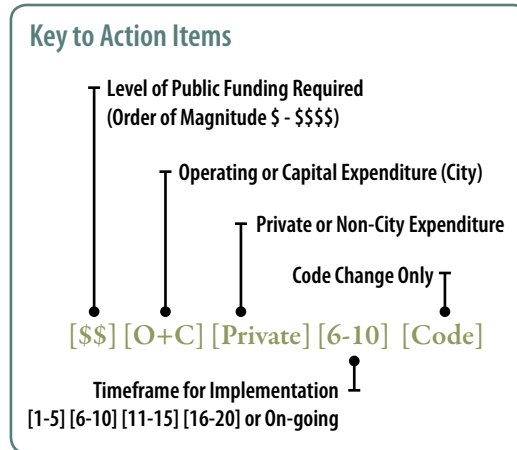 Key to Action Items
Level of Public Funding Required
(Order of Magnitude $ - $$$$)
Operating or Capital Expenditure (City)
Private or Non-City Expenditure
Code Change Only
[$$] [O+C] [Private] [6-10] [Code]
Timeframe for Implementation
[1-5] [6-10] [11-15] [16-20] or On-going